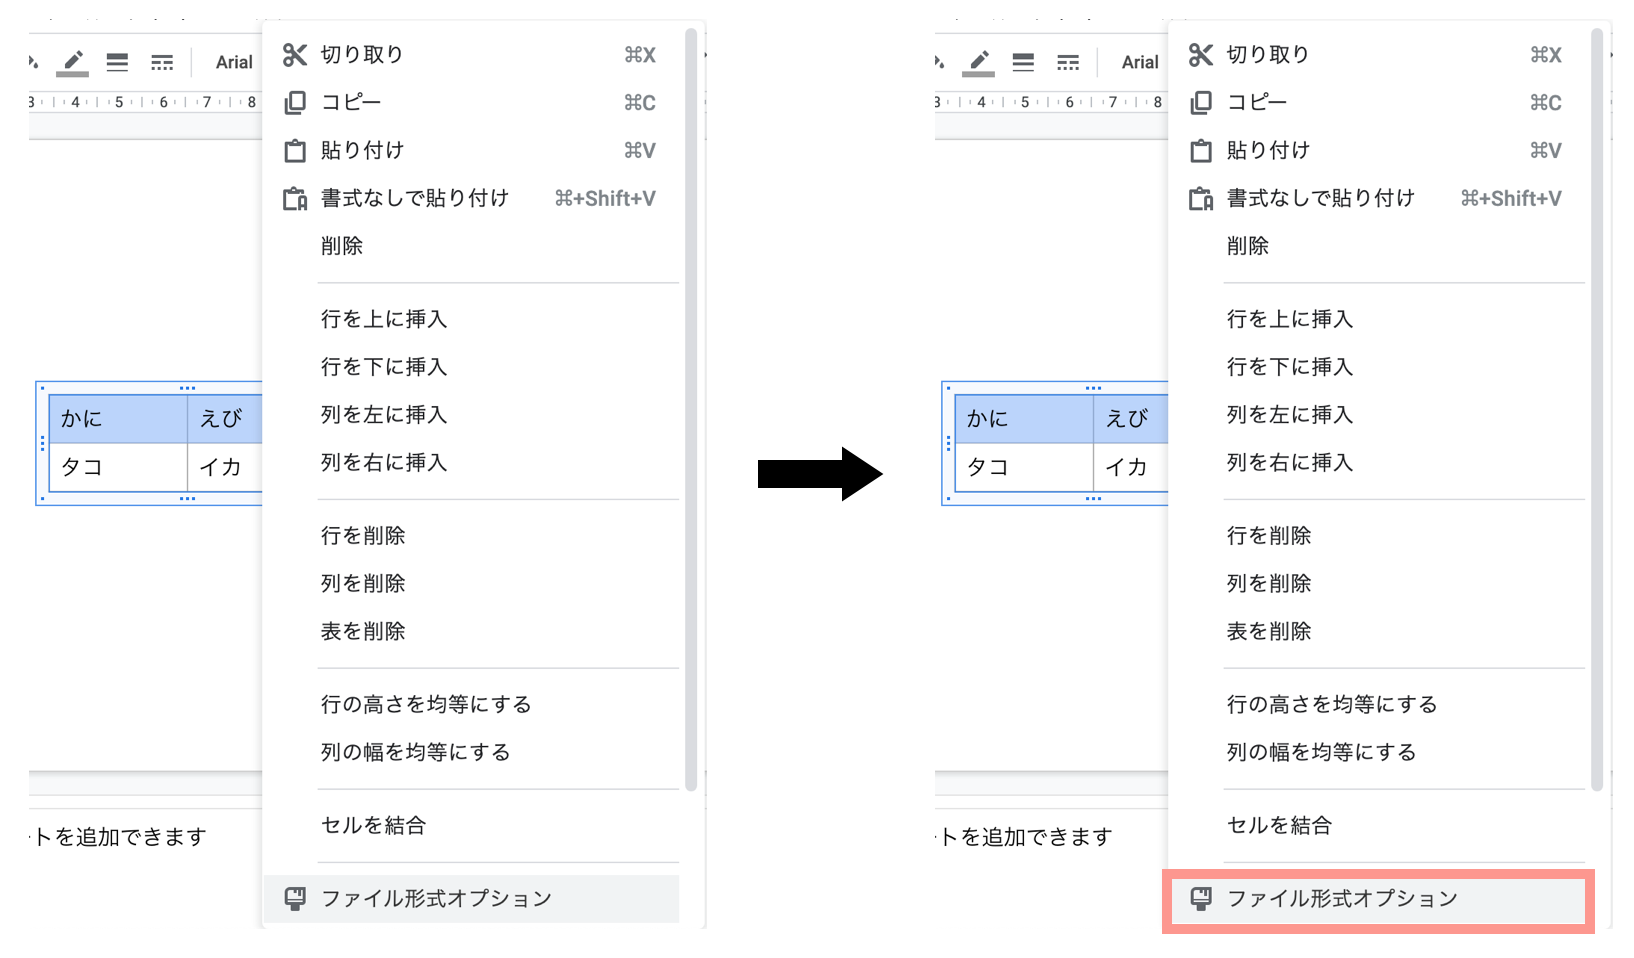 Arial
3 4 5 6 7 8
切り取り ⌘X
コピー ⌘C
貼り付け ⌘V
書式なしで貼り付け ⌘+Shift+V
削除
行を上に挿入
行を下に挿入
列を左に挿入
列を右に挿入
行を削除
列を削除
表を削除
行の高さを均等にする
列の幅を均等にする
セルを結合
ファイル形式オプション
かに えび
タコ イカ
トを追加できます
Arial
3 4 5 6 7 8
切り取り ⌘X
コピー ⌘C
貼り付け ⌘V
書式なしで貼り付け ⌘+Shift+V
削除
行を上に挿入
行を下に挿入
列を左に挿入
列を右に挿入
行を削除
列を削除
表を削除
行の高さを均等にする
列の幅を均等にする
セルを結合
ファイル形式オプション
かに えび
タコ イカ
トを追加できます